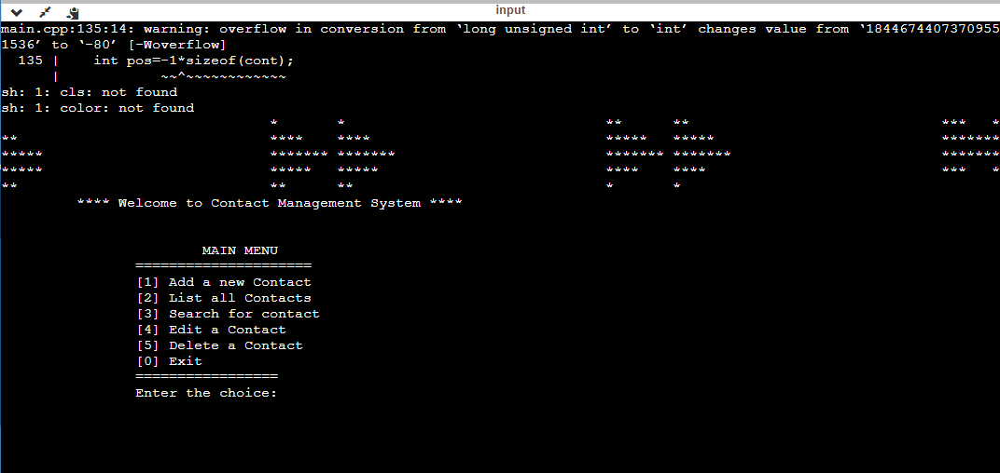 input
main.cpp:135:14: warning: overflow in conversion from ‘long unsigned int’ to ‘int’ changes value from ‘1844674407370955
1536’ to ‘-80’ [-Woverflow]
135 |    int pos=-1*sizeof(cont);
|            ~~^~~~~~~~~~~~~
sh: 1: cls: not found
sh: 1: color: not found
* * ** ** *** *
** **** **** ***** ***** *******
***** ******* ******* ******* ******* *******
***** ***** ***** **** **** *** *
** ** ** * *
**** Welcome to Contact Management System ****
MAIN MENU
=====================
[1] Add a new Contact
[2] List all Contacts
[3] Search for contact
[4] Edit a Contact
[5] Delete a Contact
[0] Exit
=================
Enter the choice: